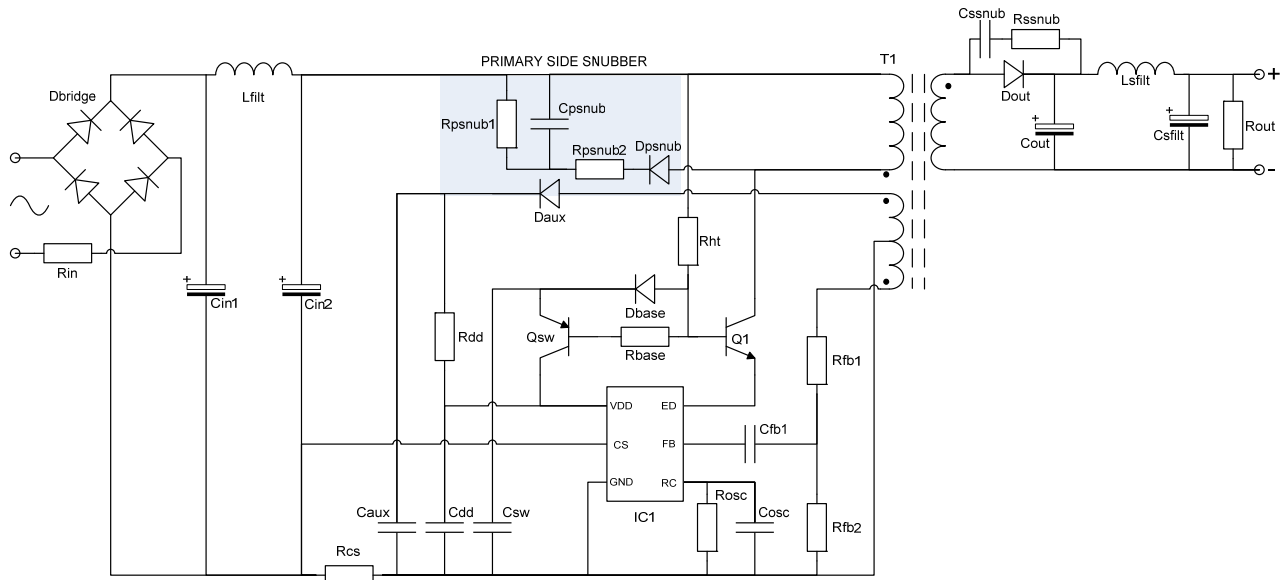 Cssnub
Rssnub
PRIMARY SIDE SNUBBER
T1
+
Dbridge
Lfilt
Rpsnub1
Cpsnub
Dout
Lsfilt
+
Cout
+
Csfilt
Rout
Rpsnub2
Dpsnub
-
Daux
Rht
Rin
+
Cin1
+
Cin2
Dbase
Rdd
Qsw
Rbase
Q1
Rfb1
VDD
ED
CS
FB
Cfb1
GND
RC
Rosc
IC1
Caux
Cdd
Csw
Cosc
Rfb2
Rcs